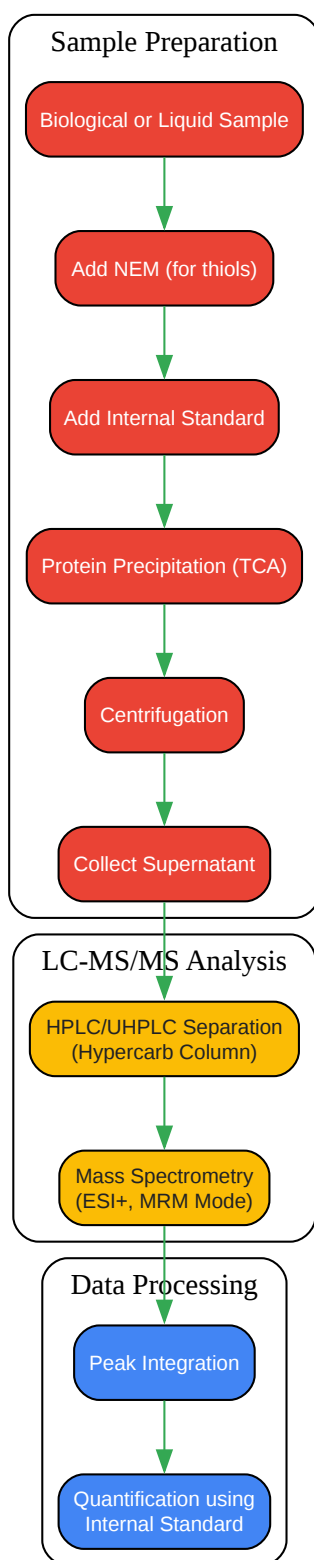 Sample Preparation
Biological or Liquid Sample
Add NEM (for thiols)
Add Internal Standard
Protein Precipitation (TCA)
Centrifugation
Collect Supernatant
LC-MS/MS Analysis
HPLC/UHPLC Separation
(Hypercarb Column)
Mass Spectrometry
(ESI+, MRM Mode)
Data Processing
Peak Integration
Quantification using
Internal Standard